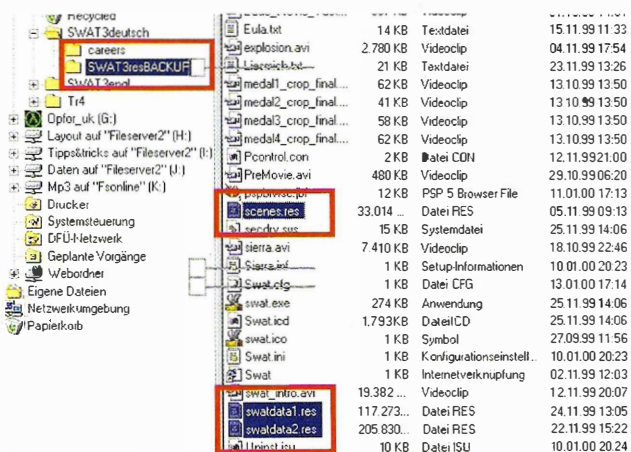 Recycled
SWAT3deutsch
careers
SWAT3resBACKUP
SWAT3engl
Tr4
Opfor_uk (G:)
Layout auf "Fileserver2" (H:)
Tipps&tricks auf "Fileserver2" (I:)
Daten auf "Fileserver2" (J:)
Mp3 auf "Fsonline" (K:)
Drucker
Systemsteuerung
DFÜ-Netzwerk
Geplante Vorgänge
Webordner
Eigene Dateien
Netzwerkumgebung
Papierkorb
Eula.txt 14 KB Textdatei 15.11.99 11:33
explosion.avi 2.780 KB Videoclip 04.11.99 17:54
Liesmich.txt 21 KB Textdatei 23.11.99 13:26
medal1_crop_final.... 62 KB Videoclip 13.10.99 13:50
medal2_crop_final.... 41 KB Videoclip 13.10.99 13:50
medal3_crop_final.... 58 KB Videoclip 13.10.99 13:50
medal4_crop_final.... 62 KB Videoclip 13.10.99 13:50
Pcontrol.con 2 KB Datei CON 12.11.99 21:00
PreMovie.avi 480 KB Videoclip 29.10.99 06:20
pspbrwse.jbf 12 KB PSP 5 Browser File 11.01.00 17:13
scenes.res 33.014 ... Datei RES 05.11.99 09:13
secdrv.sys 15 KB Systemdatei 25.11.99 14:06
sierra.avi 7.410 KB Videoclip 18.10.99 22:46
Sierra.inf 1 KB Setup-Informationen 10.01.00 20:23
Swat.cfg 1 KB Datei CFG 13.01.00 17:14
swat.exe 274 KB Anwendung 25.11.99 14:06
Swat.icd 1.793 KB Datei ICD 25.11.99 14:06
swat.ico 1 KB Symbol 27.09.99 11:56
Swat.ini 1 KB Konfigurationseinstell... 10.01.00 20:23
Swat 1 KB Internetverknüpfung 02.11.99 12:03
swat_intro.avi 19.382 ... Videoclip 12.11.99 20:07
swatdata1.res 117.273... Datei RES 24.11.99 13:05
swatdata2.res 205.830... Datei RES 22.11.99 15:22
Uninst.isu 10 KB Datei ISU 10.01.00 20:24